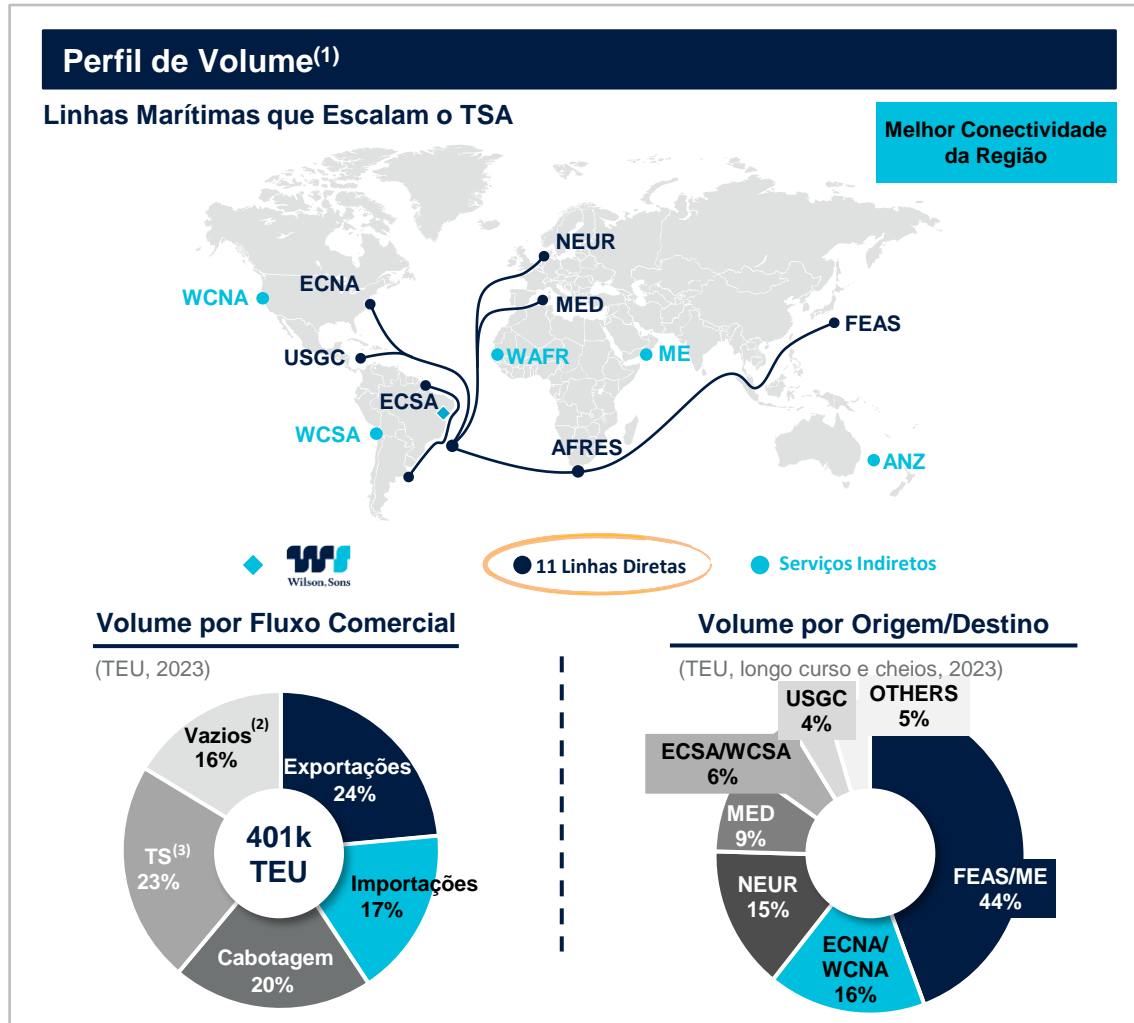 Perfil de Volume(1)
Linhas Marítimas que Escalam o TSA
Melhor Conectividade
da Região
NEUR
ECNA
WCNA
MED
FEAS
USGC
WAFR
ME
ECSA
WCSA
AFRES
ANZ
Wilson, Sons
11 Linhas Diretas
Serviços Indiretos
Volume por Fluxo Comercial
(TEU, 2023)
Vazios(2)
16%
Exportações
24%
TS(3)
23%
401k
TEU
Importações
17%
Cabotagem
20%
Volume por Origem/Destino
(TEU, longo curso e cheios, 2023)
USGC
4%
OTHERS
5%
ECSA/WCSA
6%
MED
9%
NEUR
15%
FEAS/ME
44%
ECNA/
WCNA
16%